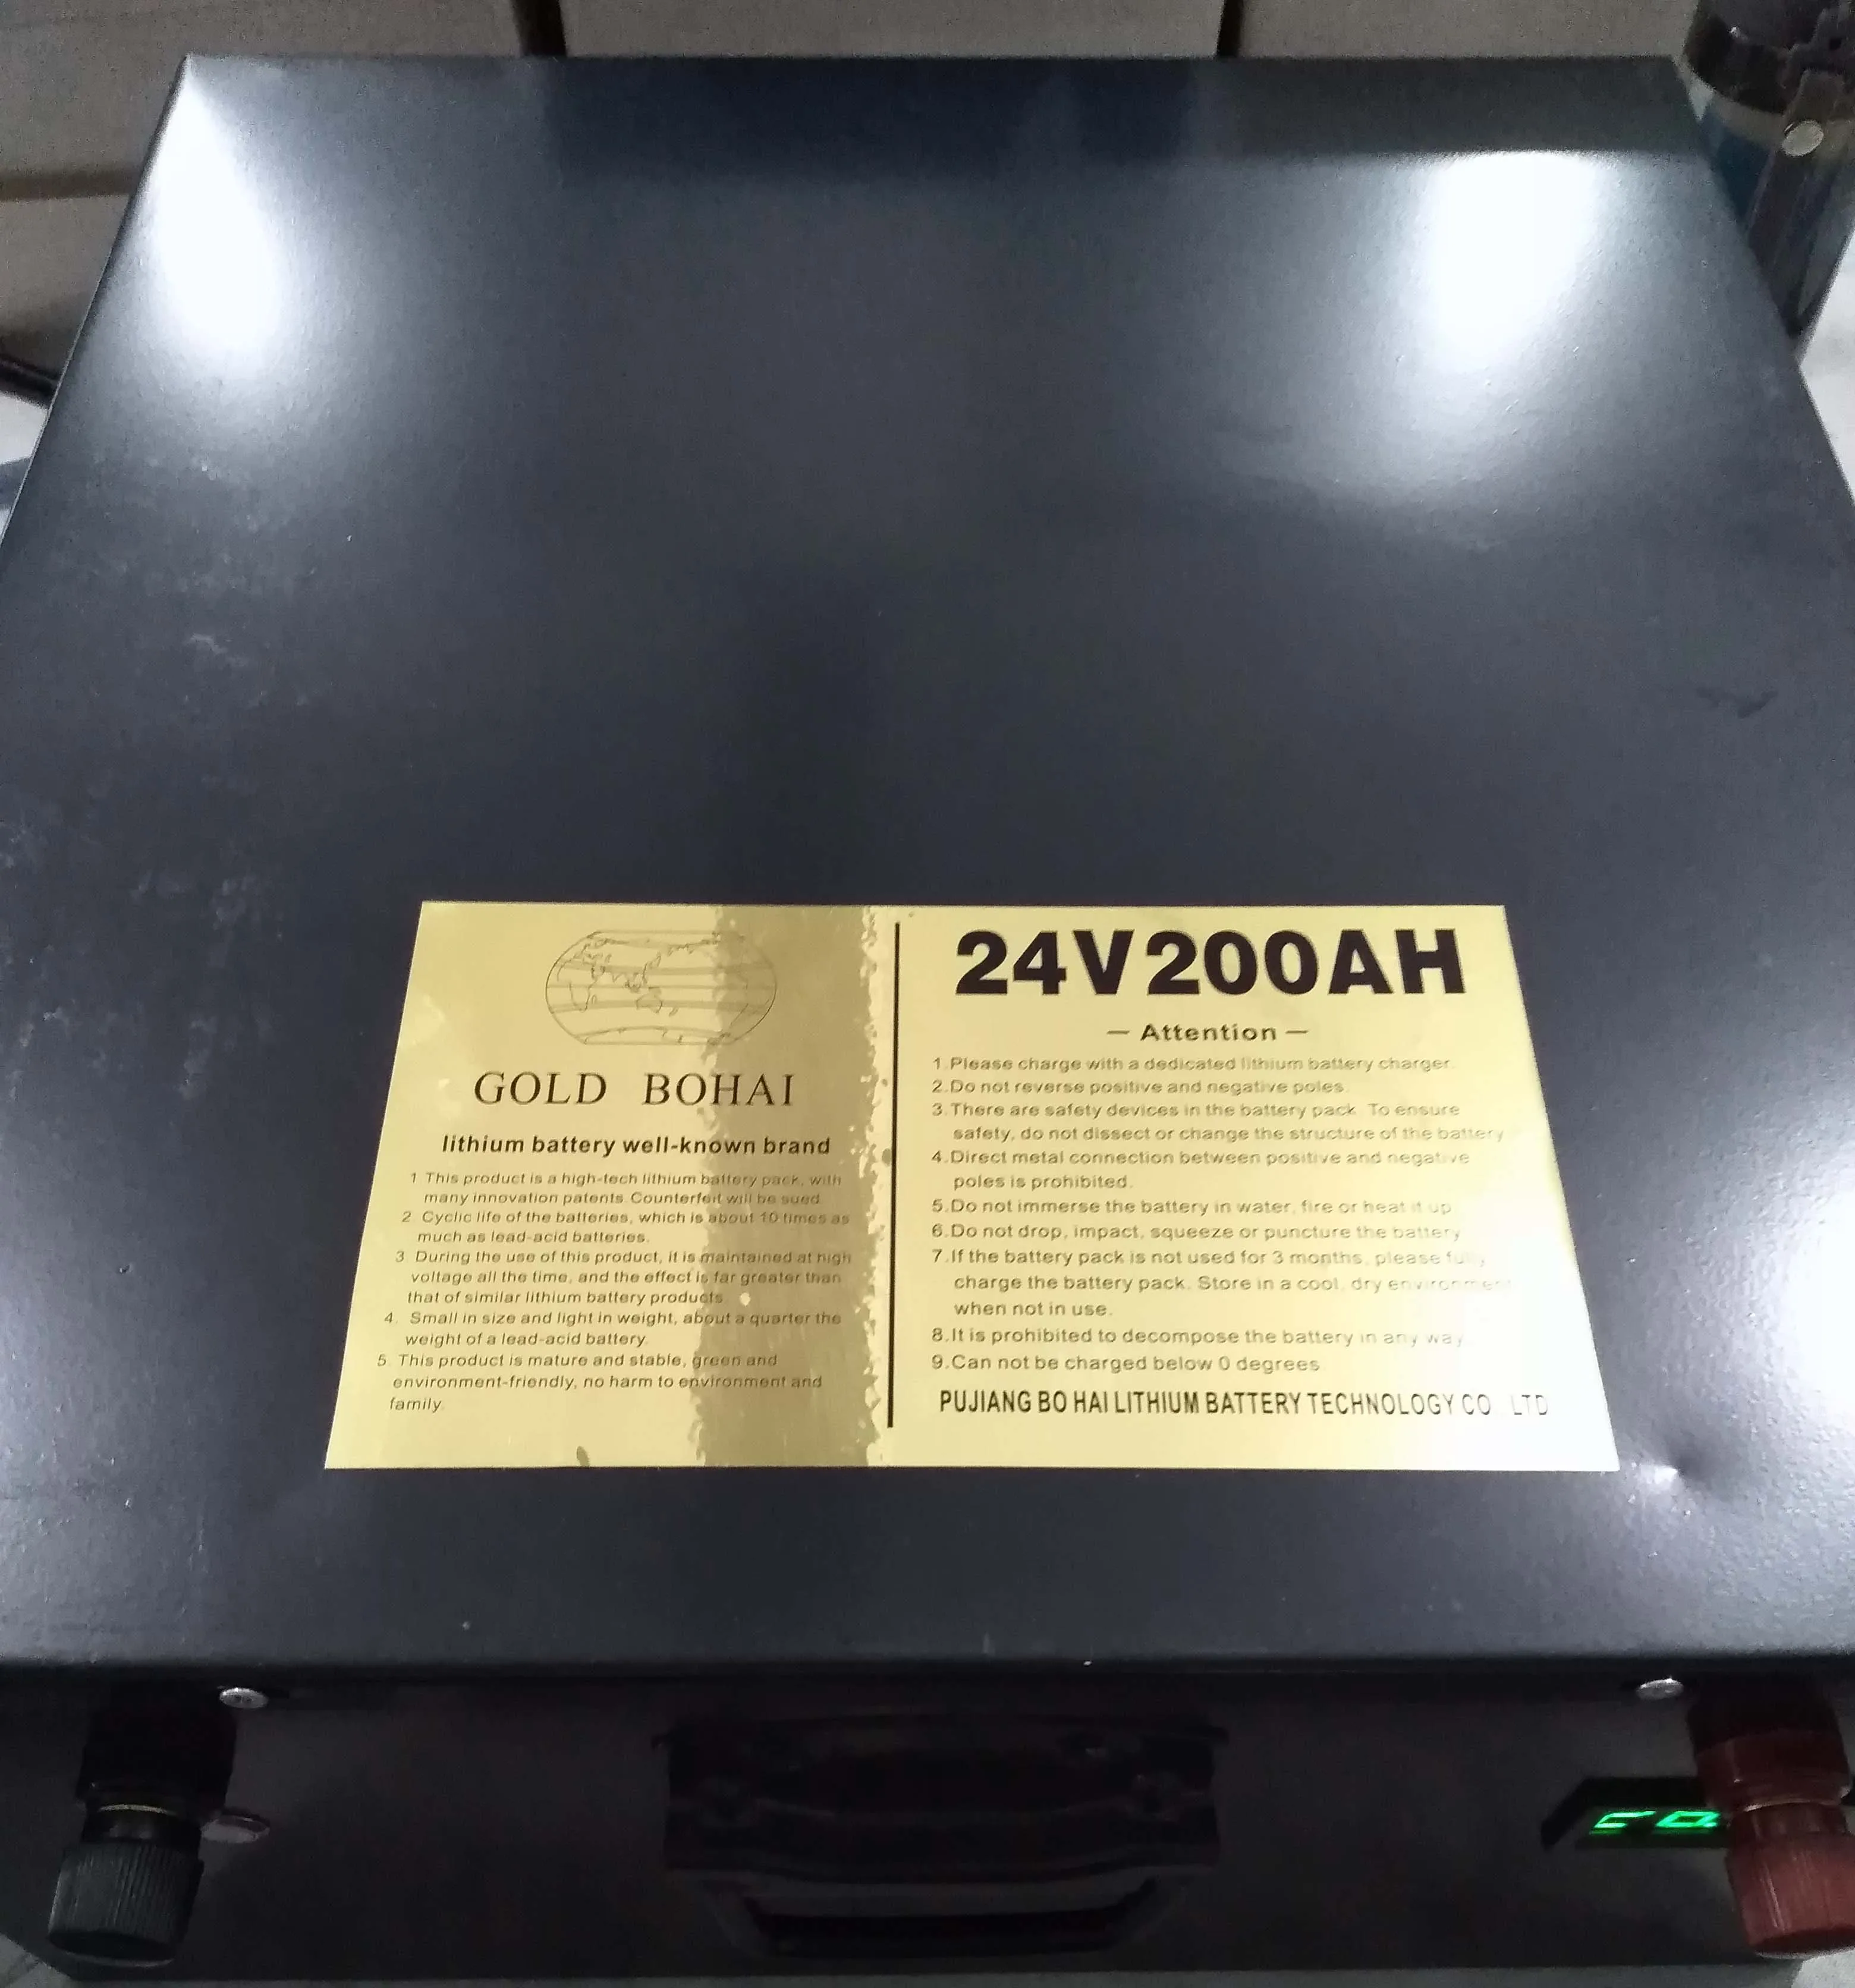 GOLD BOHAI
lithium battery well-known brand
1 This product is a high-tech lithium battery pack, with
many innovation patents. Counterfeit will be sued.
2 Cyclic life of the batteries, which is about 10 times as
much as lead-acid batteries.
3 During the use of this product, it is maintained at high
voltage all the time, and the effect is far greater than
that of similar lithium battery products.
4. Small in size and light in weight, about a quarter the
weight of a lead-acid battery.
5 This product is mature and stable, green and
environment-friendly, no harm to environment and
family.
24V200AH
— Attention —
1.Please charge with a dedicated lithium battery charger.
2.Do not reverse positive and negative poles.
3.There are safety devices in the battery pack. To ensure
safety, do not dissect or change the structure of the battery
4.Direct metal connection between positive and negative
poles is prohibited.
5.Do not immerse the battery in water, fire or heat it up
6.Do not drop, impact, squeeze or puncture the battery
7.If the battery pack is not used for 3 months, please fully
charge the battery pack. Store in a cool, dry environment
when not in use.
8.It is prohibited to decompose the battery in any way
9.Can not be charged below 0 degrees
PUJIANG BO HAI LITHIUM BATTERY TECHNOLOGY CO LTD